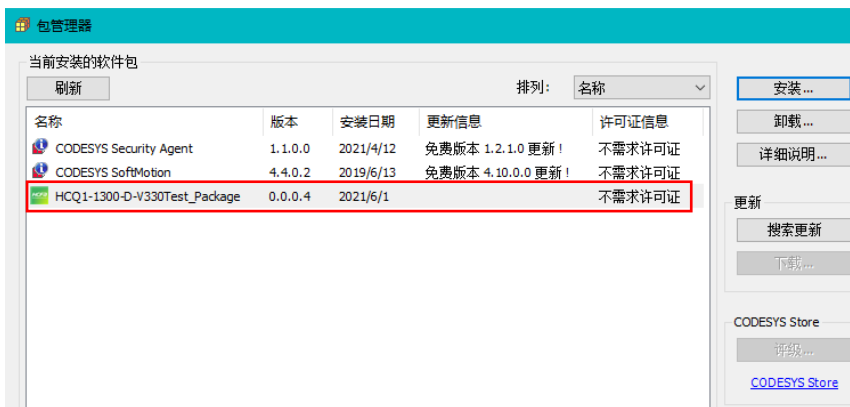 包管理器
当前安装的软件包
刷新 排列: 名称
名称 版本 安装日期 更新信息 许可证信息
CODESYS Security Agent 1.1.0.0 2021/4/12 免费版本 1.2.1.0 更新! 不需求许可证
CODESYS SoftMotion 4.4.0.2 2019/6/13 免费版本 4.10.0.0 更新! 不需求许可证
HCQ1-1300-D-V330Test_Package 0.0.0.4 2021/6/1 不需求许可证
安装...
卸载...
详细说明...
更新
搜索更新
下载...
CODESYS Store
评级...
CODESYS Store